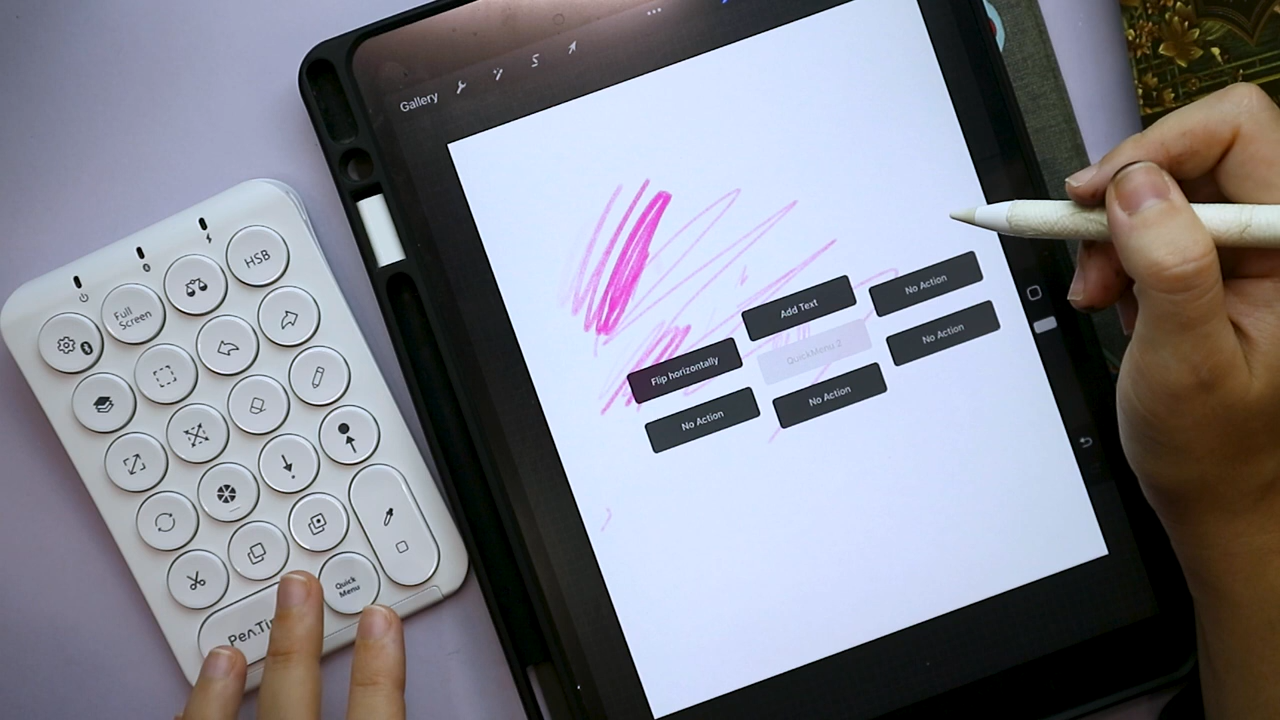 Gallery
HSB
Full
Screen
Add Text
No Action
Flip horizontally
QuickMenu 2
No Action
No Action
No Action
Quick
Menu